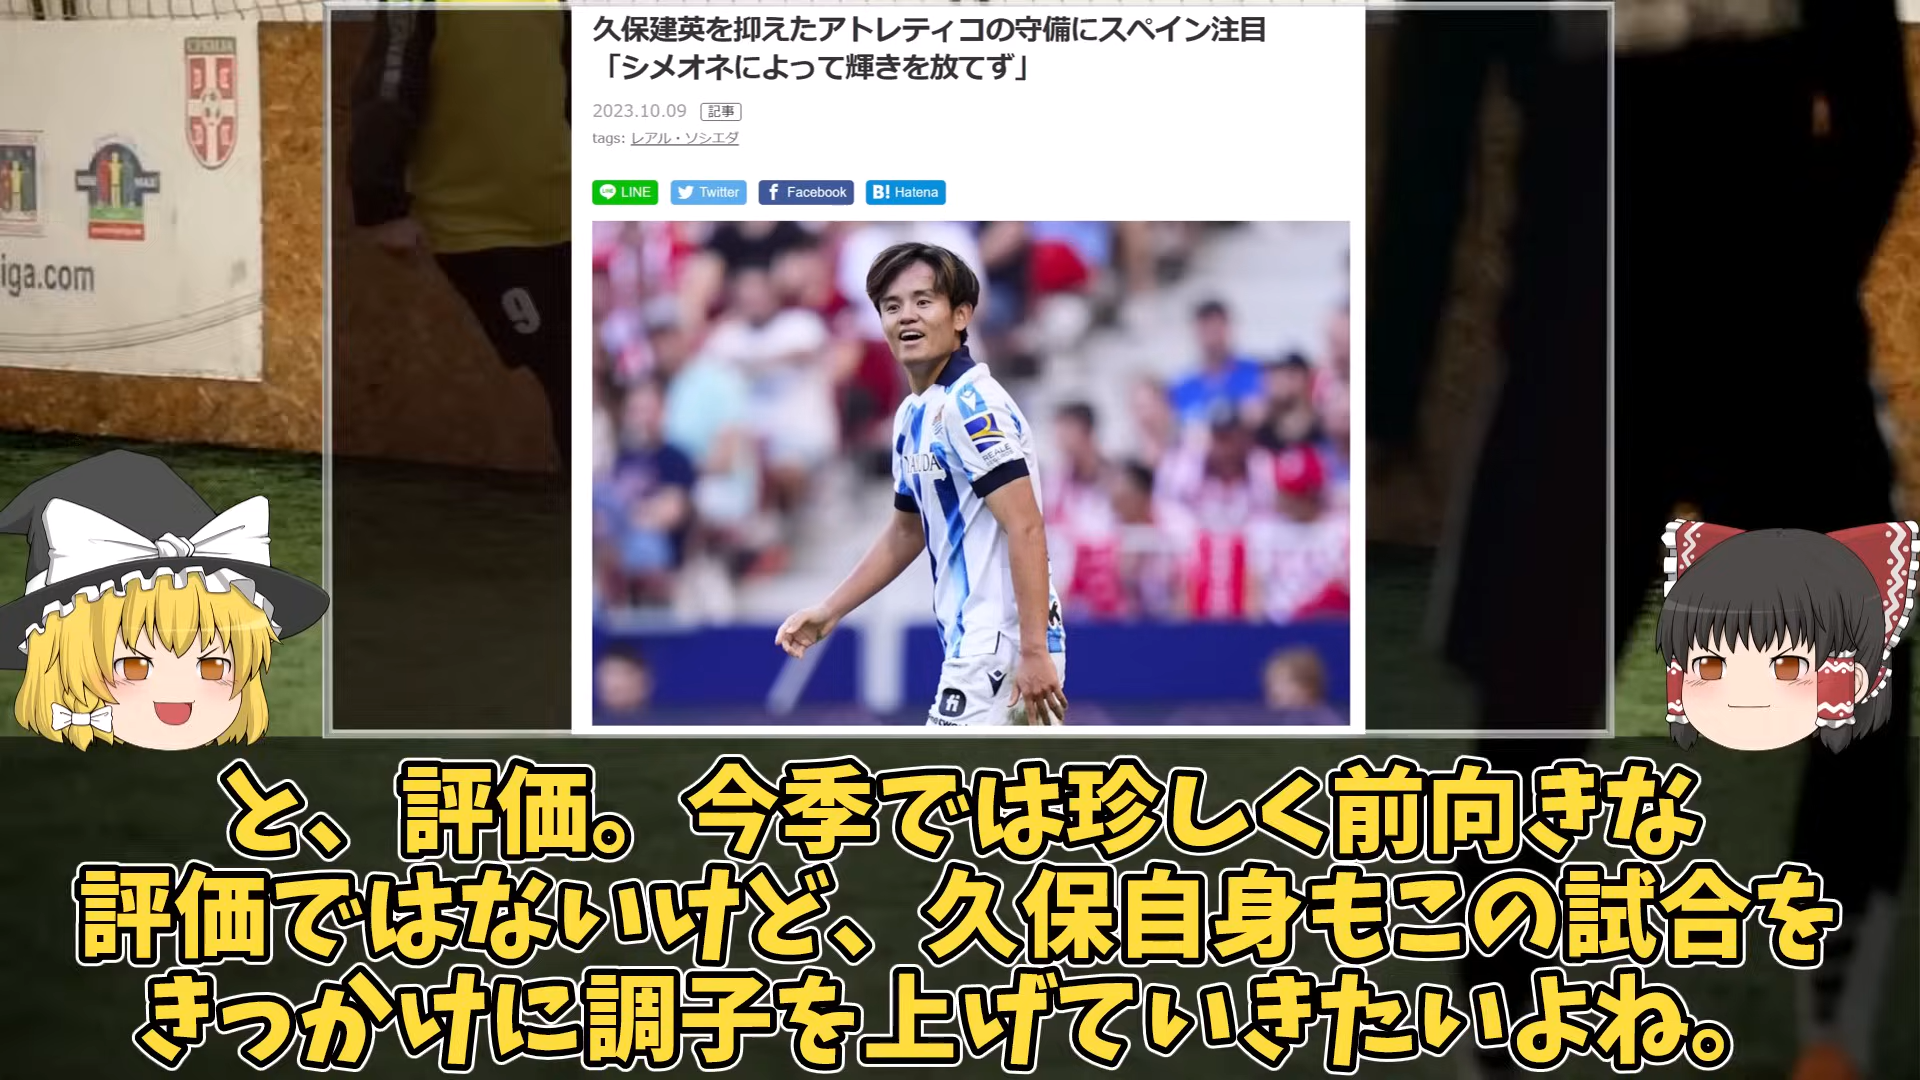 久保建英を抑えたアトレティコの守備にスペイン注目
「シメオネによって輝きを放てず」
2023.10.09 記事
tags: レアル・ソシエダ
LINE Twitter Facebook B! Hatena
iga.com
9
REALE
と、評価。今季では珍しく前向きな
評価ではないけど、久保自身もこの試合を
きっかけに調子を上げていきたいよね。